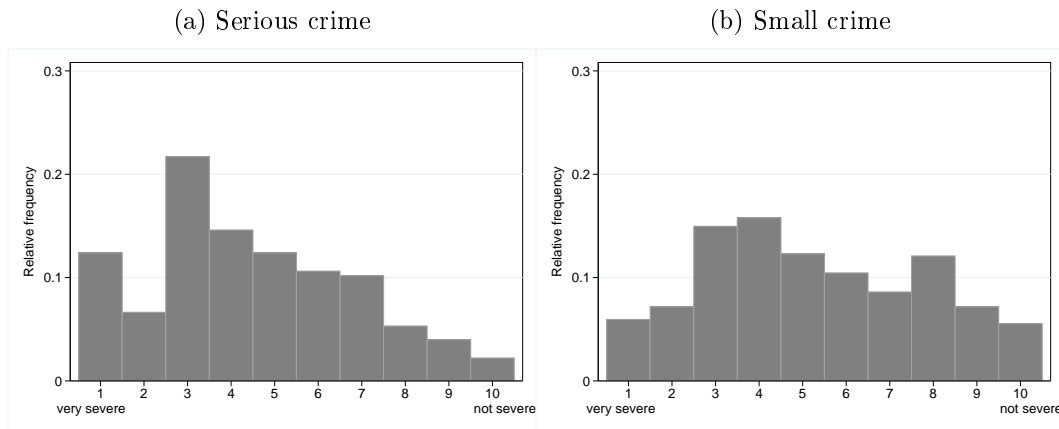 (a) Serious crime
0.3
0.2
0.1
0
Relative frequency
1 2 3 4 5 6 7 8 9 10
very severe not severe
(b) Small crime
0.3
0.2
0.1
0
Relative frequency
1 2 3 4 5 6 7 8 9 10
very severe not severe